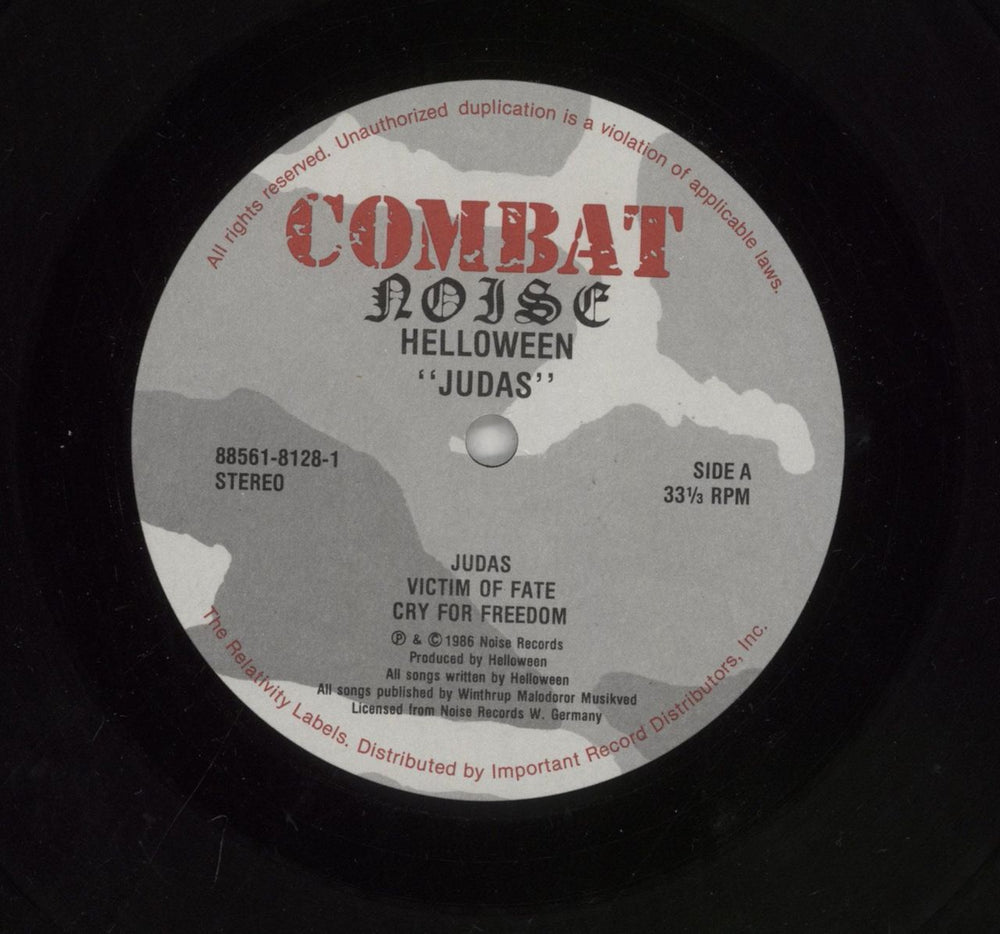 All rights reserved. Unauthorized duplication is a violation of applicable laws.
COMBAT
NOISE
HELLOWEEN
“JUDAS”
88561-8128-1
STEREO
SIDE A
33⅓ RPM
JUDAS
VICTIM OF FATE
CRY FOR FREEDOM
Ⓟ & © 1986 Noise Records
Produced by Helloween
All songs written by Helloween
All songs published by Winthrup Malodoror Musikved
Licensed from Noise Records W. Germany
The Relativity Labels. Distributed by Important Record Distributors, Inc.